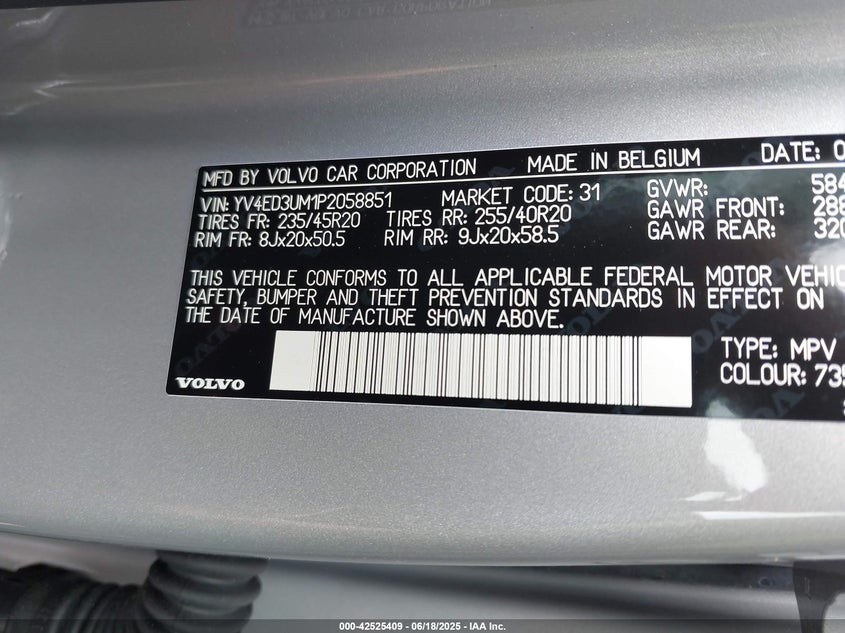 MFD BY VOLVO CAR CORPORATION MADE IN BELGIUM DATE: 0
VIN: YV4ED3UM1P2058851 MARKET CODE: 31 GVWR: 584
TIRES FR: 235/45R20 TIRES RR: 255/40R20 GAWR FRONT: 288
RIM FR: 8Jx20x50.5 RIM RR: 9Jx20x58.5 GAWR REAR: 320
THIS VEHICLE CONFORMS TO ALL APPLICABLE FEDERAL MOTOR VEHIC
SAFETY, BUMPER AND THEFT PREVENTION STANDARDS IN EFFECT ON
THE DATE OF MANUFACTURE SHOWN ABOVE.
TYPE: MPV
VOLVO COLOUR: 739
000-42525409 - 06/18/2025 - IAA Inc.